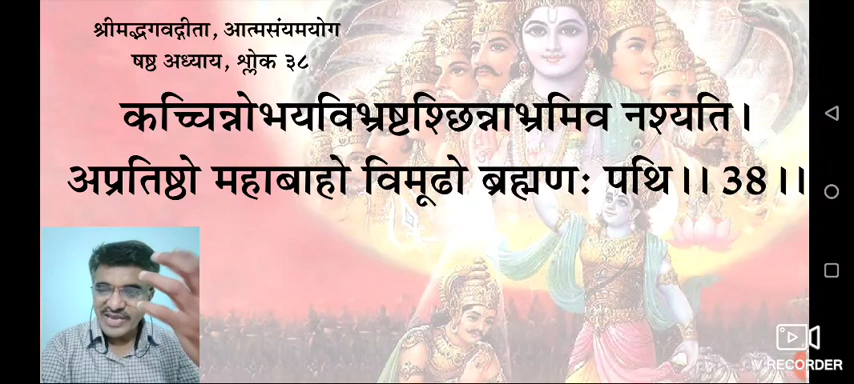 श्रीमद्भगवद्गीता, आत्मसंयमयोग
षष्ठ अध्याय, श्लोक ३८
कच्चिन्नोभयविभ्रष्टश्छिन्नाभ्रमिव नश्यति।
अप्रतिष्ठो महाबाहो विमूढो ब्रह्मणः पथि।। 38।।
V RECORDER